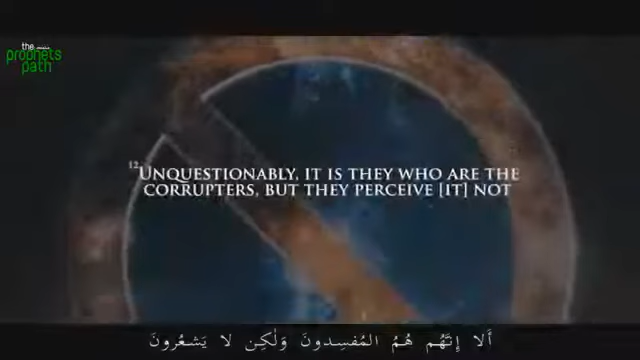 the
prophets
path
12 UNQUESTIONABLY, IT IS THEY WHO ARE THE
CORRUPTERS, BUT THEY PERCEIVE [IT] NOT
أَلا إِنَّهُم هُمُ المُفسِدونَ وَلٰكِن لا يَشعُرونَ